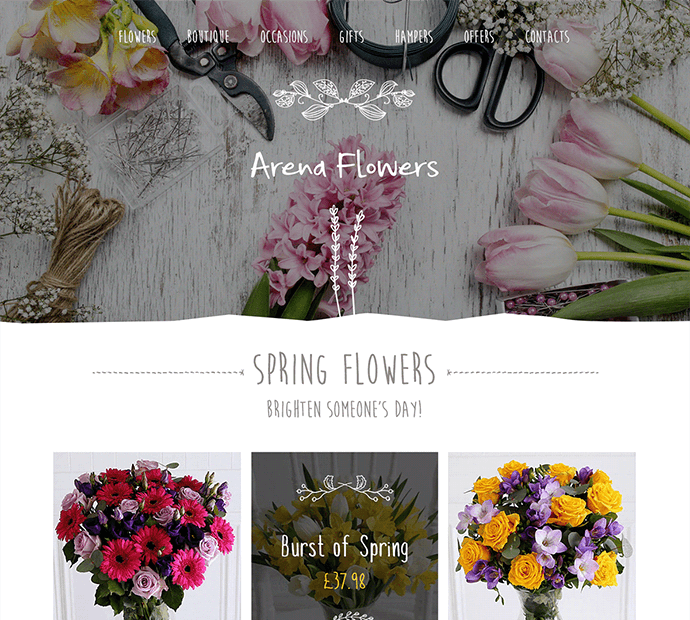 FLOWERS BOUTIQUE OCCASIONS GIFTS HAMPERS OFFERS CONTACTS
Arena Flowers
SPRING FLOWERS
BRIGHTEN SOMEONE'S DAY!
Burst of Spring
£37.98